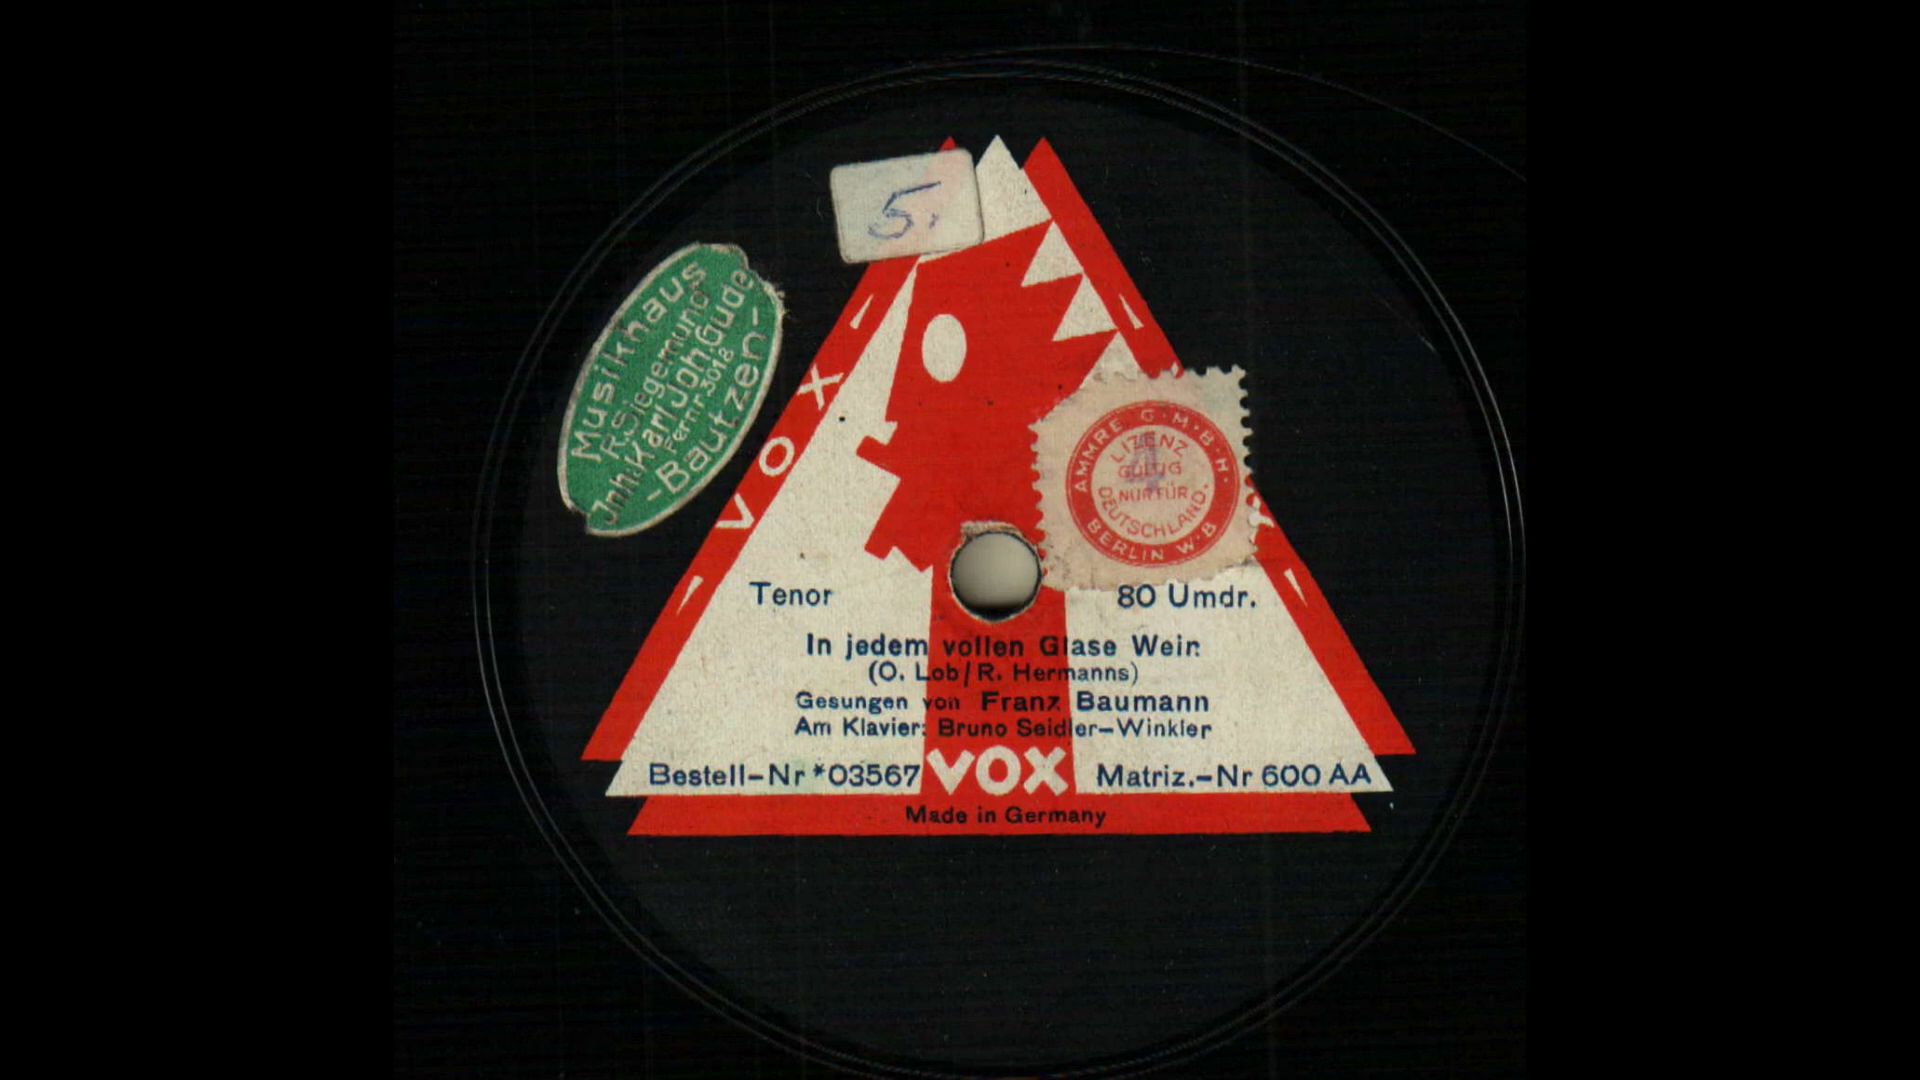 5.
Musikhaus
R.Siegemund
Jnh: Karl Joh. Gude
Fernr. 3018
-Bautzen-
VOX
AMMRE G·M·B·H·
BERLIN W·8
LIZENZ
GÜLTIG
NUR FÜR
DEUTSCHLAND.
4
Tenor
80 Umdr.
In jedem vollen Glase Wein
(O. Lob/R. Hermanns)
Gesungen von Franz Baumann
Am Klavier: Bruno Seidler-Winkler
Bestell-Nr *03567
VOX
Matriz.-Nr 600 AA
Made in Germany